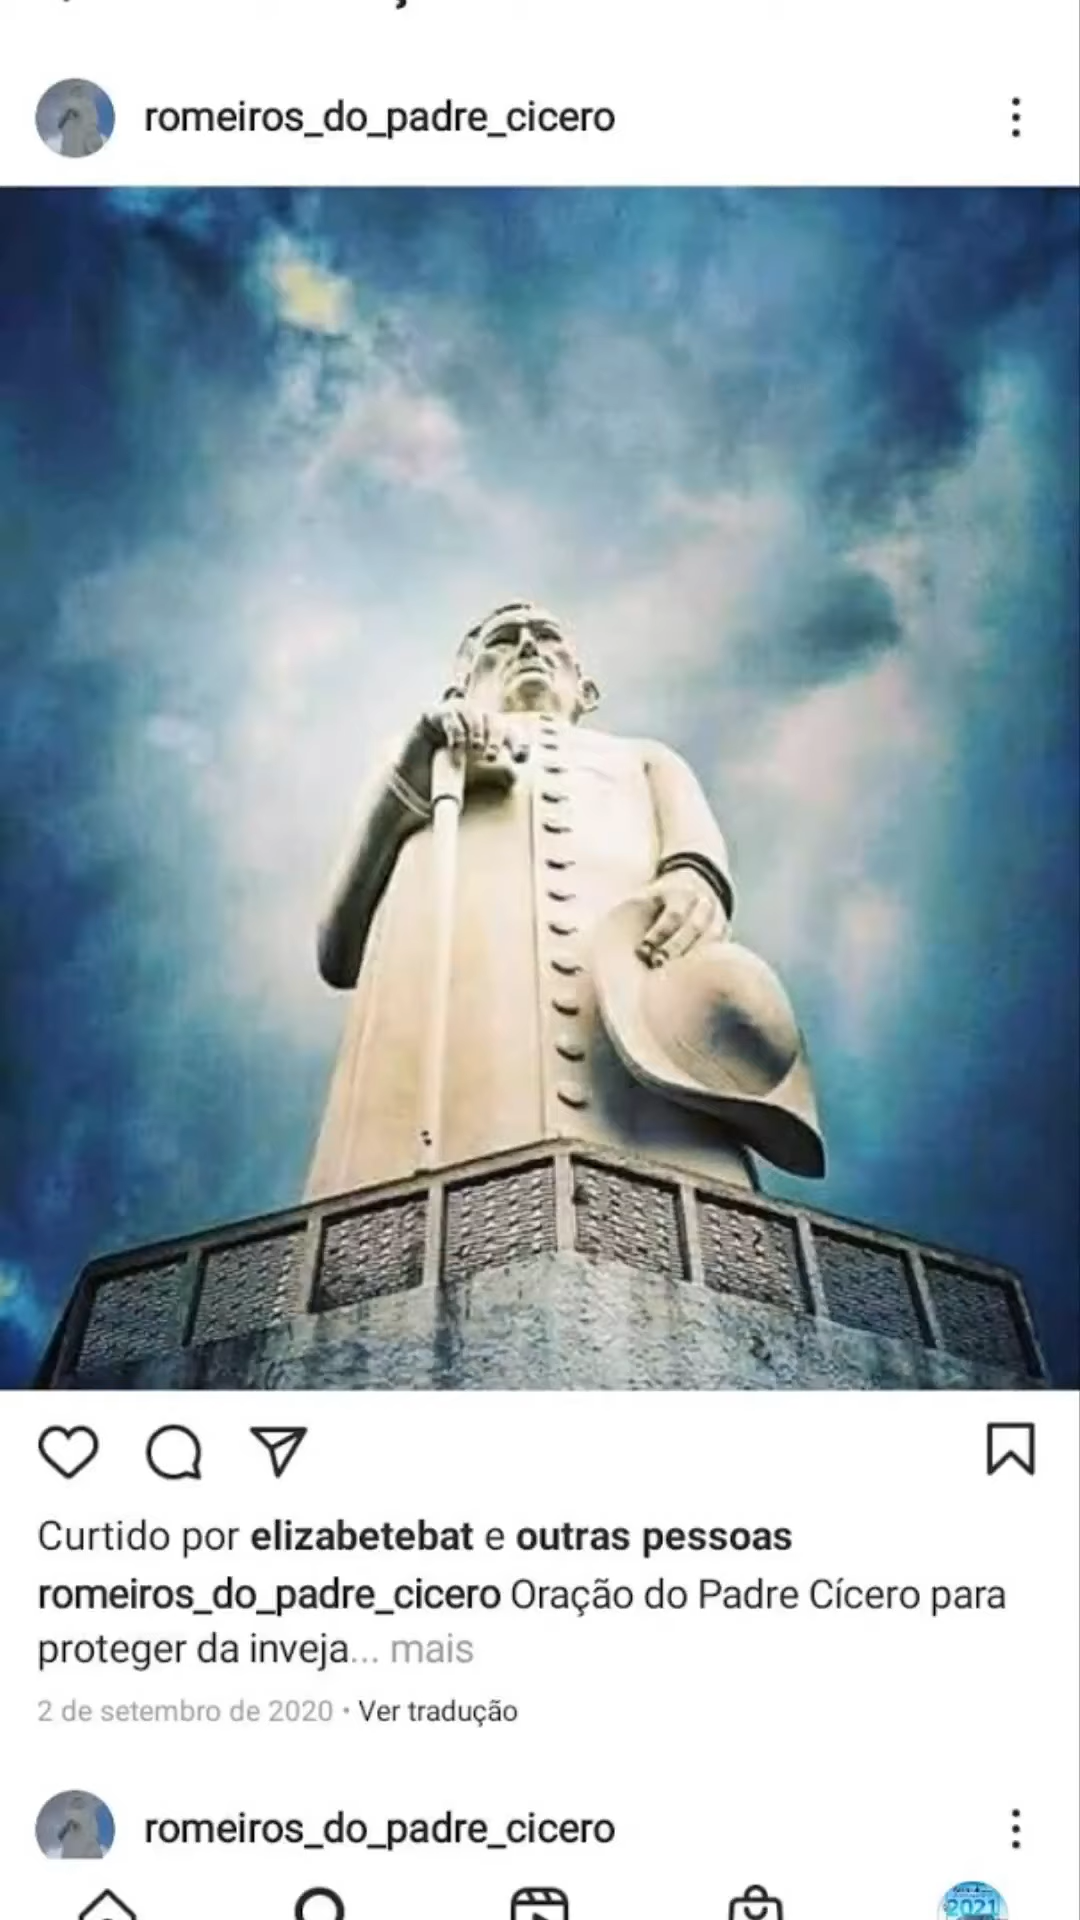 romeiros_do_padre_cicero
Curtido por elizabetebat e outras pessoas
romeiros_do_padre_cicero Oração do Padre Cícero para
proteger da inveja... mais
2 de setembro de 2020 • Ver tradução
romeiros_do_padre_cicero
2021